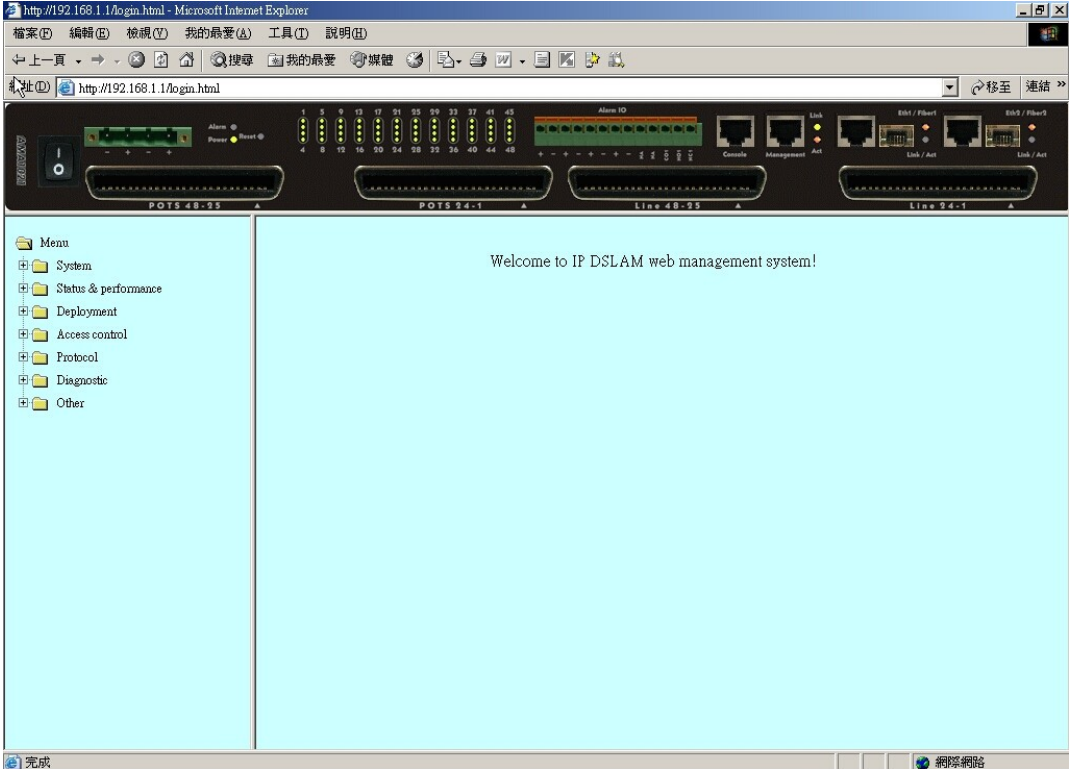 http://192.168.1.1/login.html - Microsoft Internet Explorer
檔案(F) 編輯(E) 檢視(V) 我的最愛(A) 工具(T) 說明(H)
上一頁 搜尋 我的最愛 媒體
網址(D) http://192.168.1.1/login.html 移至 連結 »
1 5 9 13 17 21 25 29 33 37 41 45
Alarm IO
Link
Eth1 / Fiber1
Eth2 / Fiber2
Alarm
Power Reset
4 8 12 16 20 24 28 32 36 40 44 48
- + - +
+ - + - + - + - NA NA CO1 NO1 NC1
Console
Management
Act
Link / Act
Link / Act
POTS 48-25
POTS 24-1
Line 48-25
Line 24-1
Menu
System
Status & performance
Deployment
Access control
Protocol
Diagnostic
Other
Welcome to IP DSLAM web management system!
完成
網際網路